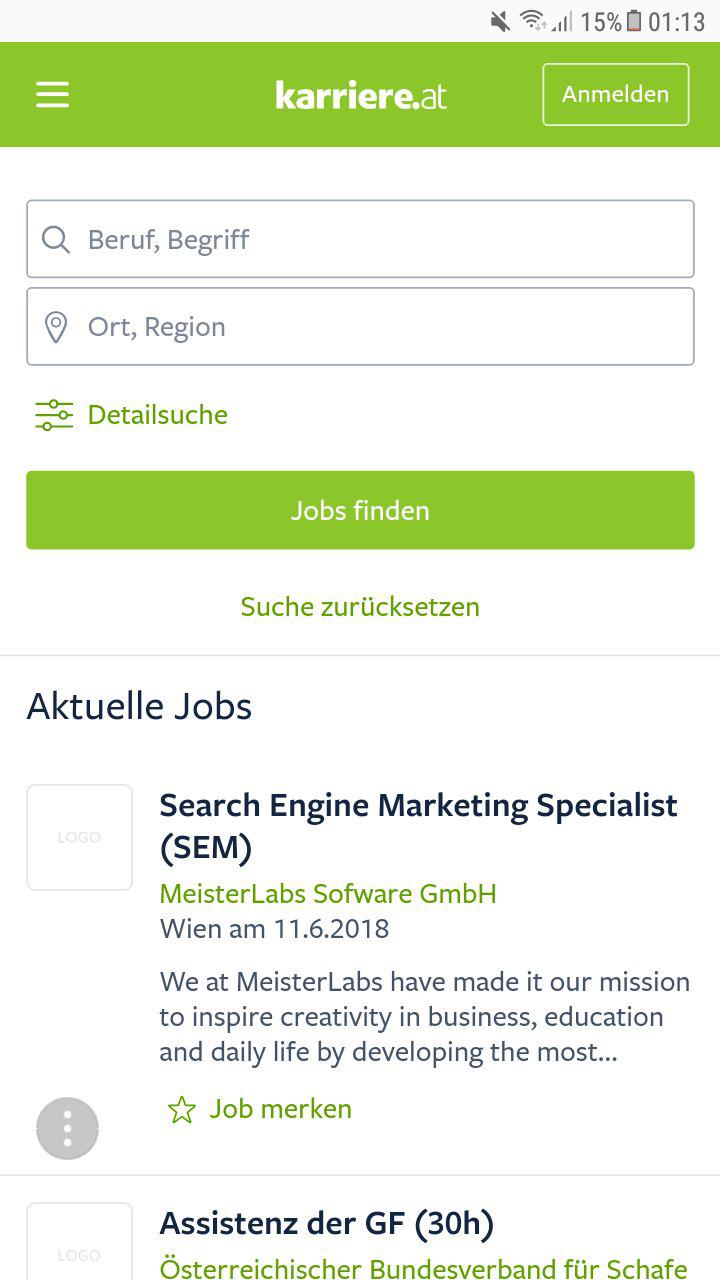 15% 01:13
karriere.at
Anmelden
Beruf, Begriff
Ort, Region
Detailsuche
Jobs finden
Suche zurücksetzen
Aktuelle Jobs
LOGO
Search Engine Marketing Specialist
(SEM)
MeisterLabs Sofware GmbH
Wien am 11.6.2018
We at MeisterLabs have made it our mission
to inspire creativity in business, education
and daily life by developing the most...
Job merken
LOGO
Assistenz der GF (30h)
Österreichischer Bundesverband für Schafe